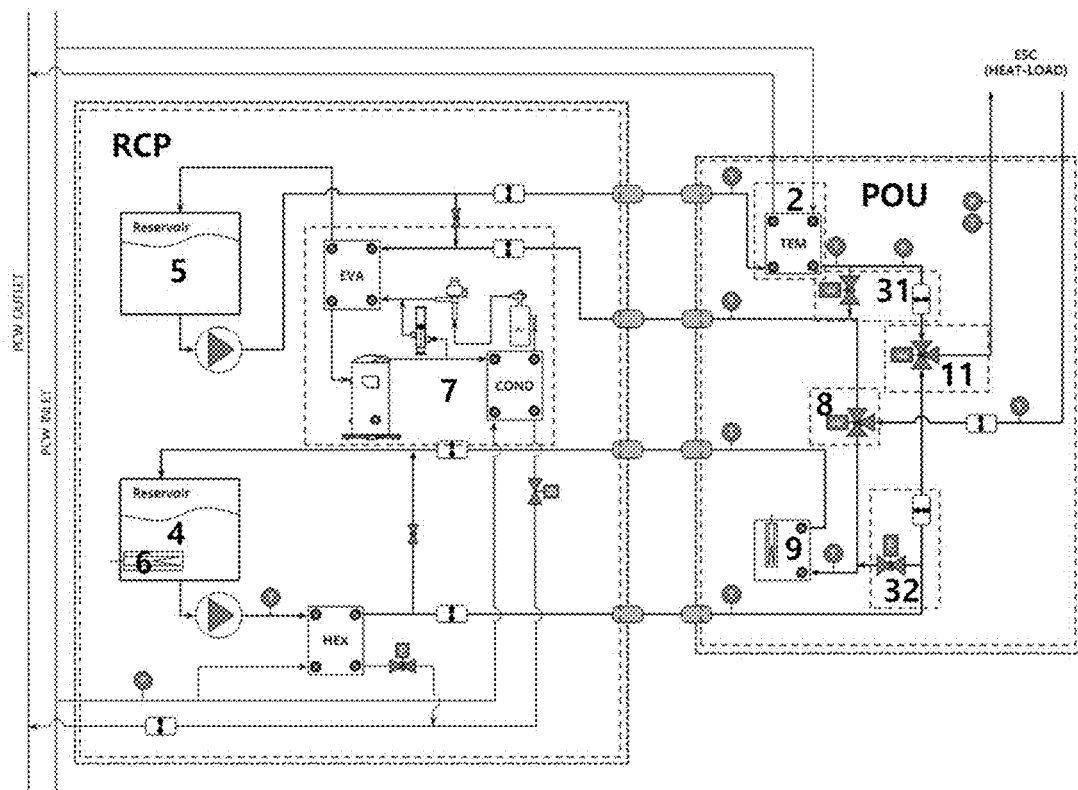 ESC
(HEAT-LOAD)
RCP
POU
2
TEM
Reservoir
5
EVA
31
11
7
COND
8
PCW OUTLET
PCW INLET
Reservoir
4
6
9
32
HEX